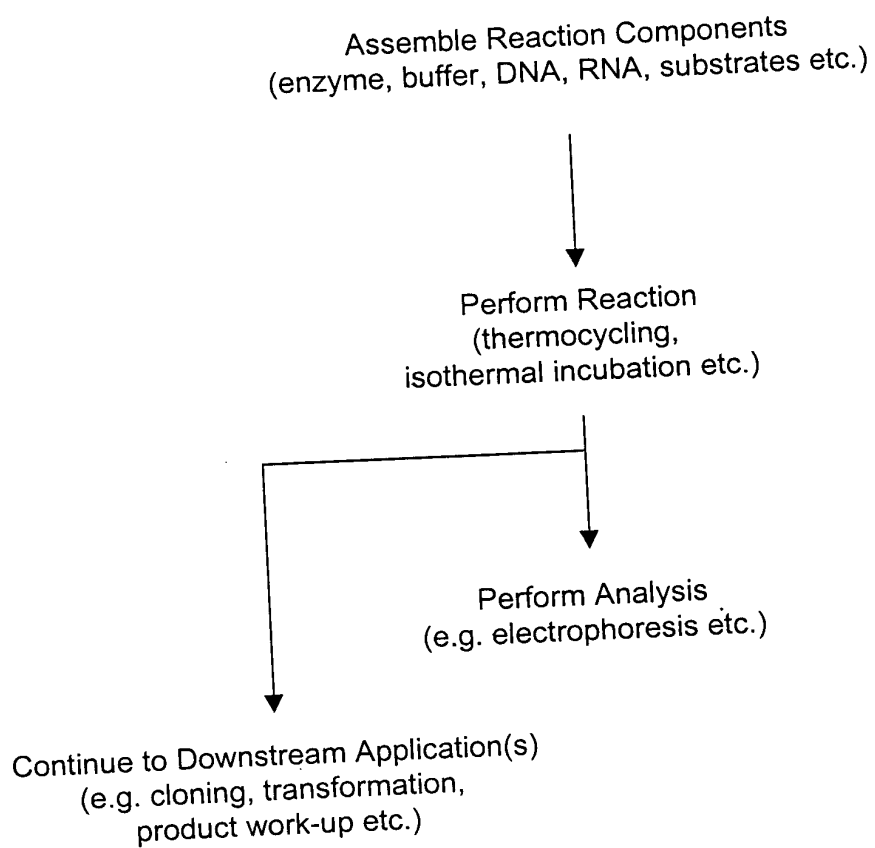 Assemble Reaction Components
(enzyme, buffer, DNA, RNA, substrates etc.)
Perform Reaction
(thermocycling,
isothermal incubation etc.)
Perform Analysis
(e.g. electrophoresis etc.)
Continue to Downstream Application(s)
(e.g. cloning, transformation,
product work-up etc.)